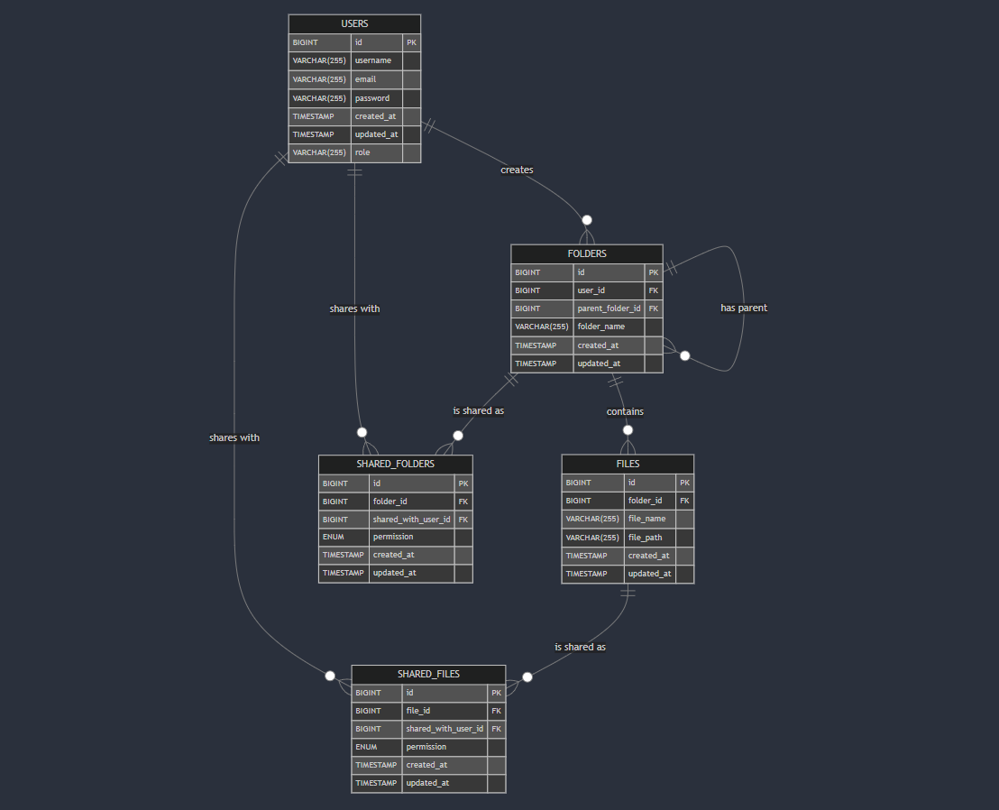 USERS
BIGINT id PK
VARCHAR(255) username
VARCHAR(255) email
VARCHAR(255) password
TIMESTAMP created_at
TIMESTAMP updated_at
VARCHAR(255) role
creates
FOLDERS
BIGINT id PK
BIGINT user_id FK
BIGINT parent_folder_id FK
VARCHAR(255) folder_name
TIMESTAMP created_at
TIMESTAMP updated_at
has parent
shares with
is shared as
contains
shares with
SHARED_FOLDERS
BIGINT id PK
BIGINT folder_id FK
BIGINT shared_with_user_id FK
ENUM permission
TIMESTAMP created_at
TIMESTAMP updated_at
FILES
BIGINT id PK
BIGINT folder_id FK
VARCHAR(255) file_name
VARCHAR(255) file_path
TIMESTAMP created_at
TIMESTAMP updated_at
is shared as
SHARED_FILES
BIGINT id PK
BIGINT file_id FK
BIGINT shared_with_user_id FK
ENUM permission
TIMESTAMP created_at
TIMESTAMP updated_at